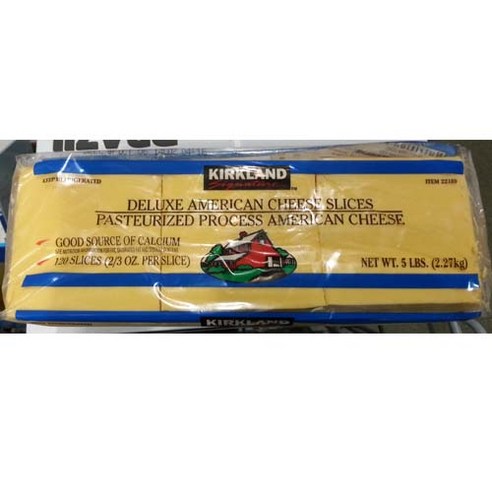 KEEP REFRIGERATED
KIRKLAND
Signature
ITEM 22189
DELUXE AMERICAN CHEESE SLICES
PASTEURIZED PROCESS AMERICAN CHEESE
GOOD SOURCE OF CALCIUM
120 SLICES (2/3 OZ. PER SLICE)
NET WT. 5 LBS. (2.27kg)
KIRKLAND